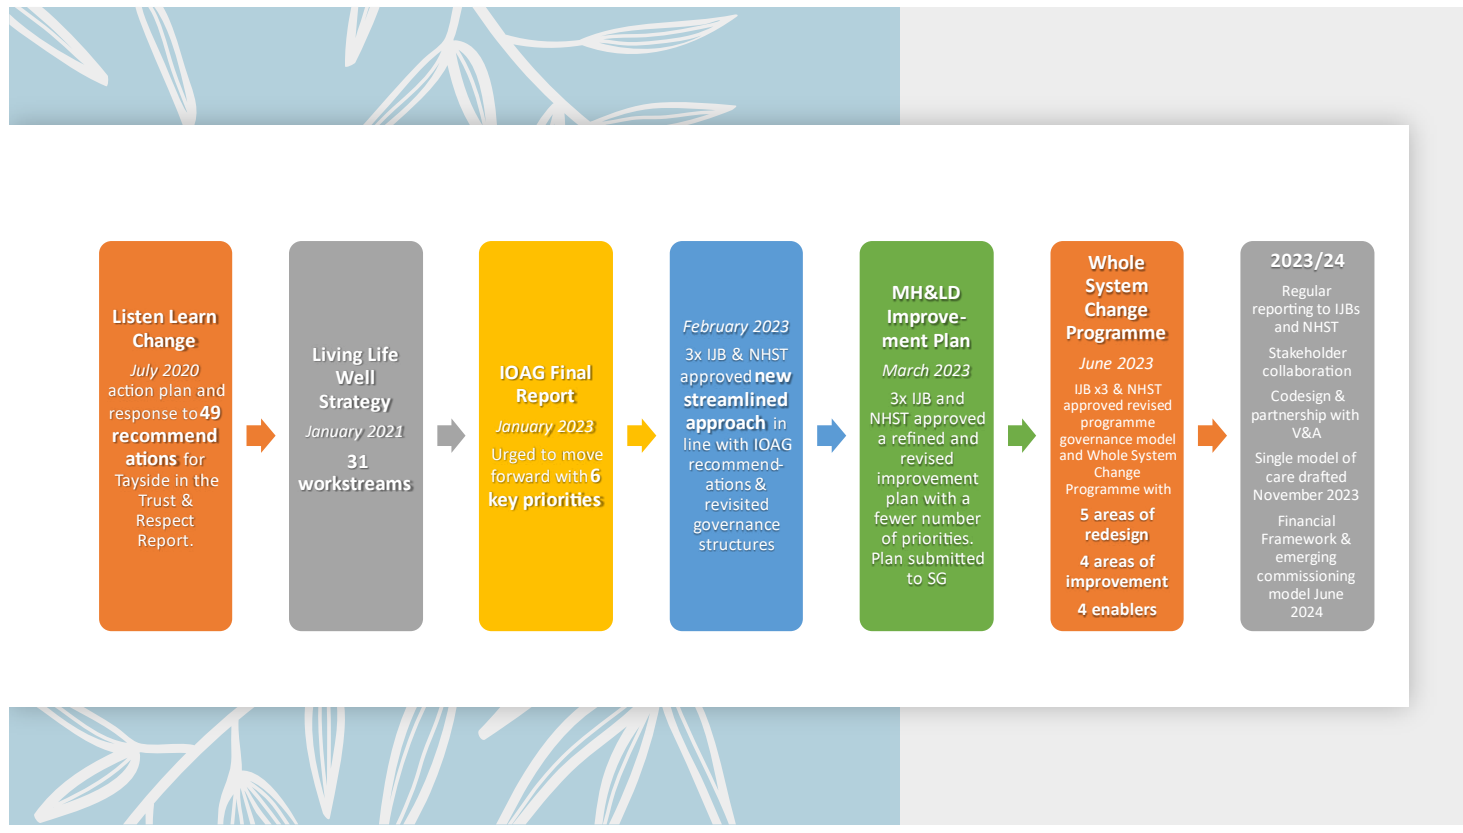 Listen Learn
Change
July 2020
action plan and
response to 49
recommend
ations for
Tayside in the
Trust &
Respect
Report.
Living Life
Well
Strategy
January 2021
31
workstreams
IOAG Final
Report
January 2023
Urged to move
forward with 6
key priorities
February 2023
3x IJB & NHST
approved new
streamlined
approach in
line with IOAG
recommend-
ations &
revisited
governance
structures
MH&LD
Improve-
ment Plan
March 2023
3x IJB and
NHST approved
a refined and
revised
improvement
plan with a
fewer number
of priorities.
Plan submitted
to SG
Whole
System
Change
Programme
June 2023
IJB x3 & NHST
approved revised
programme
governance model
and Whole System
Change
Programme with
5 areas of
redesign
4 areas of
improvement
4 enablers
2023/24
Regular
reporting to IJBs
and NHST
Stakeholder
collaboration
Codesign &
partnership with
V&A
Single model of
care drafted
November 2023
Financial
Framework &
emerging
commissioning
model June
2024